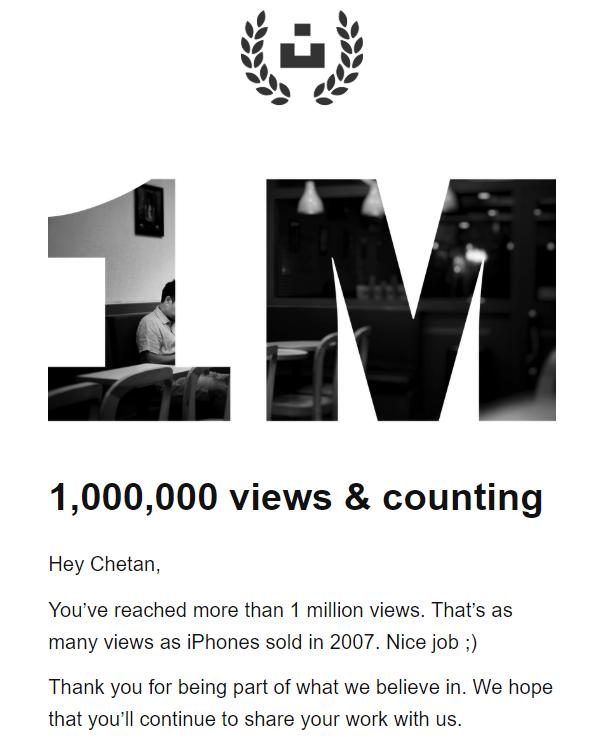 1M
1,000,000 views & counting
Hey Chetan,
You’ve reached more than 1 million views. That’s as
many views as iPhones sold in 2007. Nice job ;)
Thank you for being part of what we believe in. We hope
that you’ll continue to share your work with us.